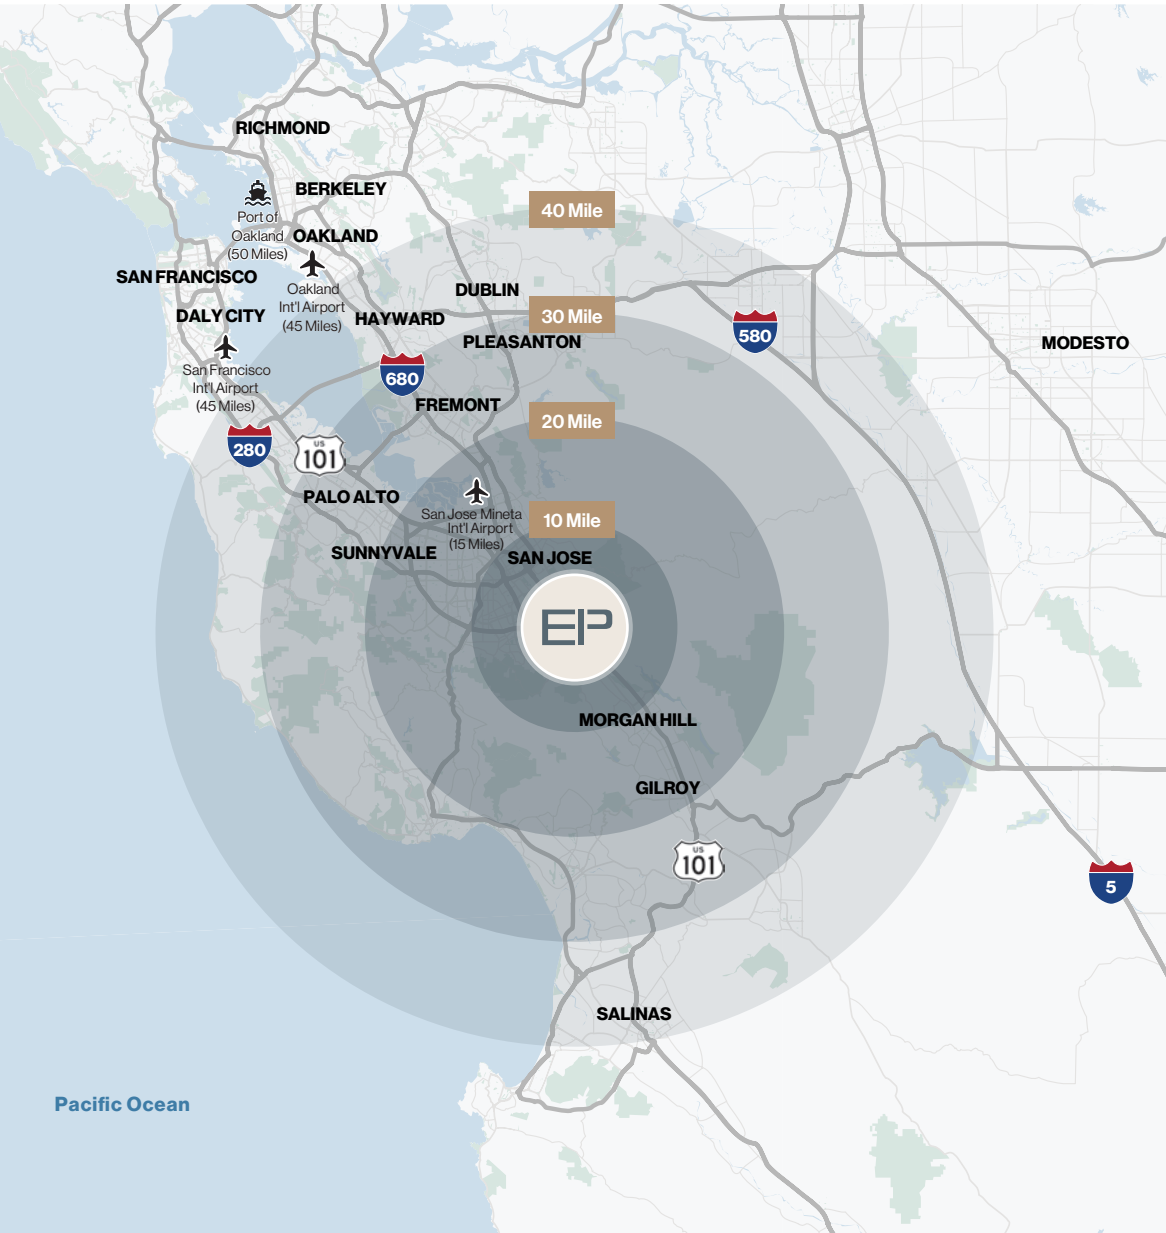 RICHMOND
BERKELEY
Port of
Oakland
(50 Miles)
OAKLAND
40 Mile
SAN FRANCISCO
Oakland
Int'l Airport
(45 Miles)
DUBLIN
DALY CITY
HAYWARD
30 Mile
580
PLEASANTON
MODESTO
San Francisco
Int'l Airport
(45 Miles)
680
FREMONT
20 Mile
280
US
101
PALO ALTO
San Jose Mineta
Int'l Airport
(15 Miles)
10 Mile
SUNNYVALE
SAN JOSE
EP
MORGAN HILL
GILROY
US
101
5
SALINAS
Pacific Ocean